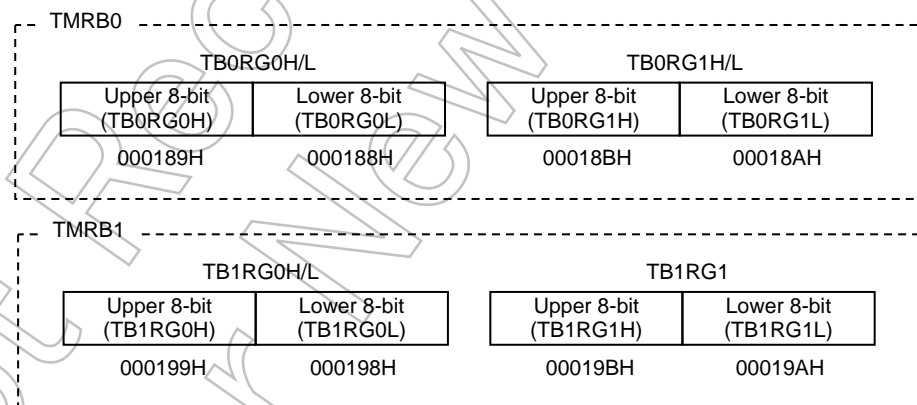 TMRB0
TB0RG0H/L TB0RG1H/L
Upper 8-bit Lower 8-bit Upper 8-bit Lower 8-bit
(TB0RG0H) (TB0RG0L) (TB0RG1H) (TB0RG1L)
000189H 000188H 00018BH 00018AH
TMRB1
TB1RG0H/L TB1RG1
Upper 8-bit Lower 8-bit Upper 8-bit Lower 8-bit
(TB1RG0H) (TB1RG0L) (TB1RG1H) (TB1RG1L)
000199H 000198H 00019BH 00019AH